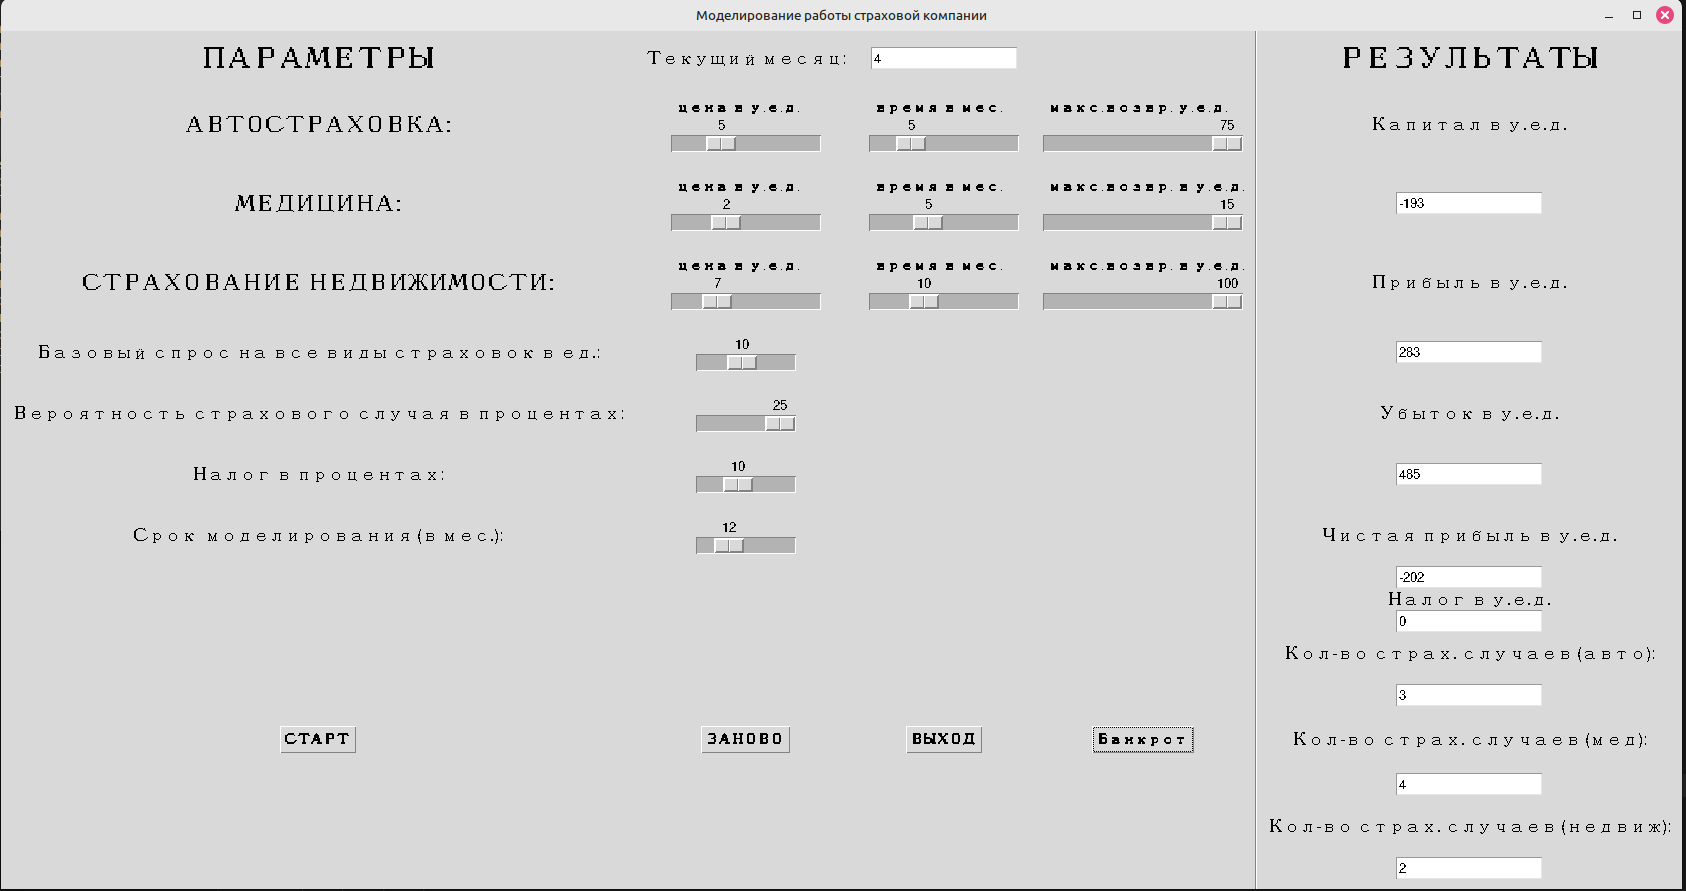 Моделирование работы страховой компании
ПАРАМЕТРЫ
Текущий месяц:
4
РЕЗУЛЬТАТЫ
АВТОСТРАХОВКА:
цена в у.е.д.
5
время в мес.
5
макс.возвр. у.е.д.
75
Капитал в у.е.д.
МЕДИЦИНА:
цена в у.е.д.
2
время в мес.
5
макс.возвр. в у.е.д.
15
-193
СТРАХОВАНИЕ НЕДВИЖИМОСТИ:
цена в у.е.д.
7
время в мес.
10
макс.возвр. в у.е.д.
100
Прибыль в у.е.д.
Базовый спрос на все виды страховок в ед.:
10
283
Вероятность страхового случая в процентах:
25
Убыток в у.е.д.
Налог в процентах:
10
485
Срок моделирования (в мес.):
12
Чистая прибыль в у.е.д.
-202
Налог в у.е.д.
0
Кол-во страх. случаев (авто):
3
СТАРТ
ЗАНОВО
ВЫХОД
Банкрот
Кол-во страх. случаев (мед):
4
Кол-во страх. случаев (недвиж):
2